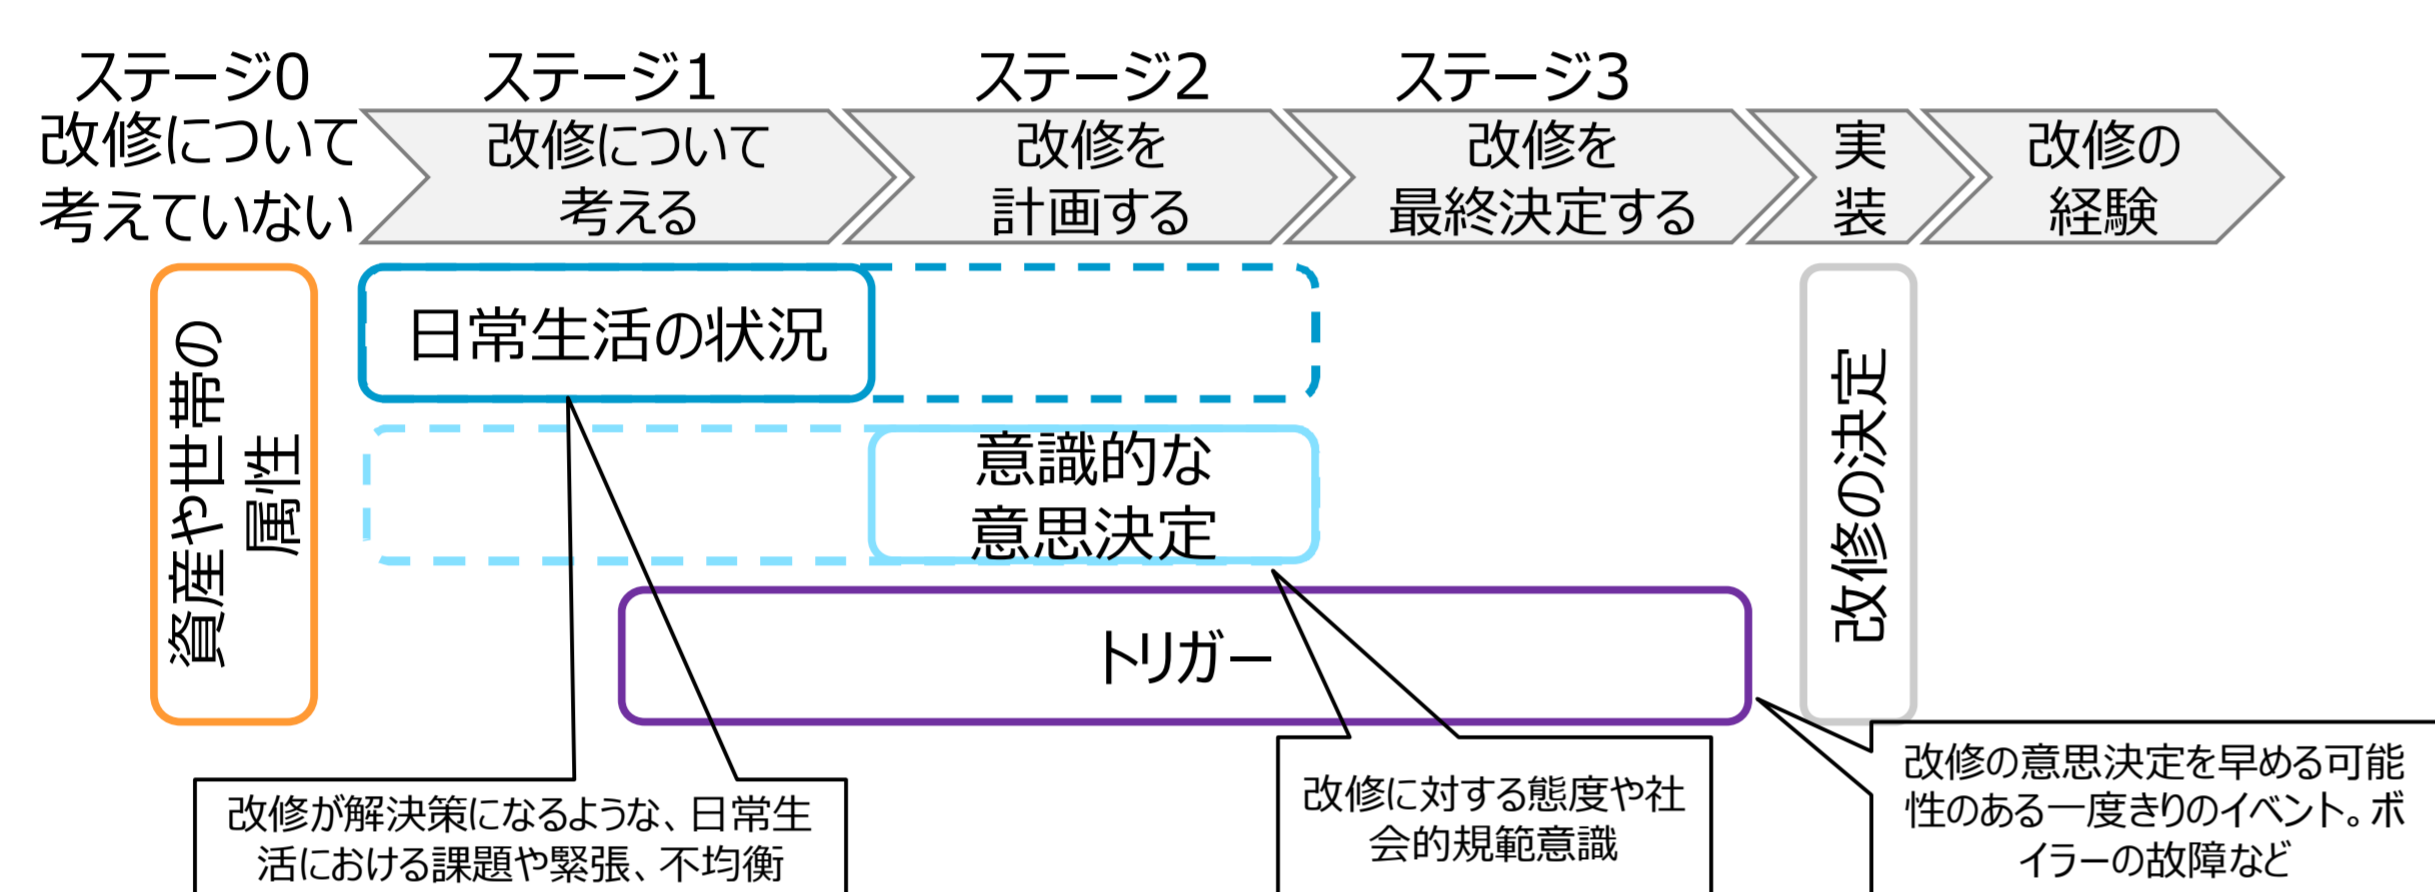 ステージ0
改修について
考えていない
ステージ1
改修について
考える
ステージ2
改修を
計画する
ステージ3
改修を
最終決定する
実
装
改修の
経験
資産や世帯の
属性
日常生活の状況
意識的な
意思決定
トリガー
改修の決定
改修が解決策になるような、日常生
活における課題や緊張、不均衡
改修に対する態度や社
会的規範意識
改修の意思決定を早める可能
性のある一度きりのイベント。ボ
イラーの故障など